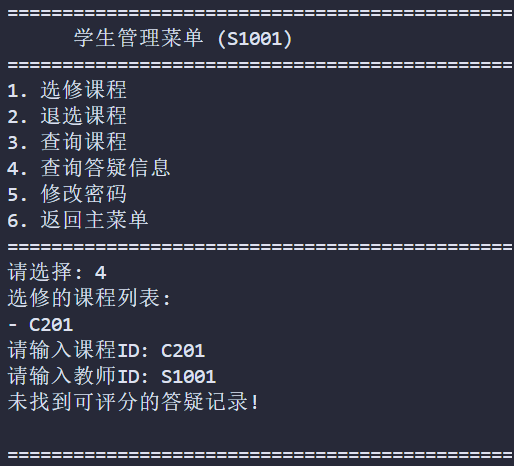 ==============================================
学生管理菜单 (S1001)
==============================================
1. 选修课程
2. 退选课程
3. 查询课程
4. 查询答疑信息
5. 修改密码
6. 返回主菜单
==============================================
请选择: 4
选修的课程列表:
- C201
请输入课程ID: C201
请输入教师ID: S1001
未找到可评分的答疑记录!
==============================================